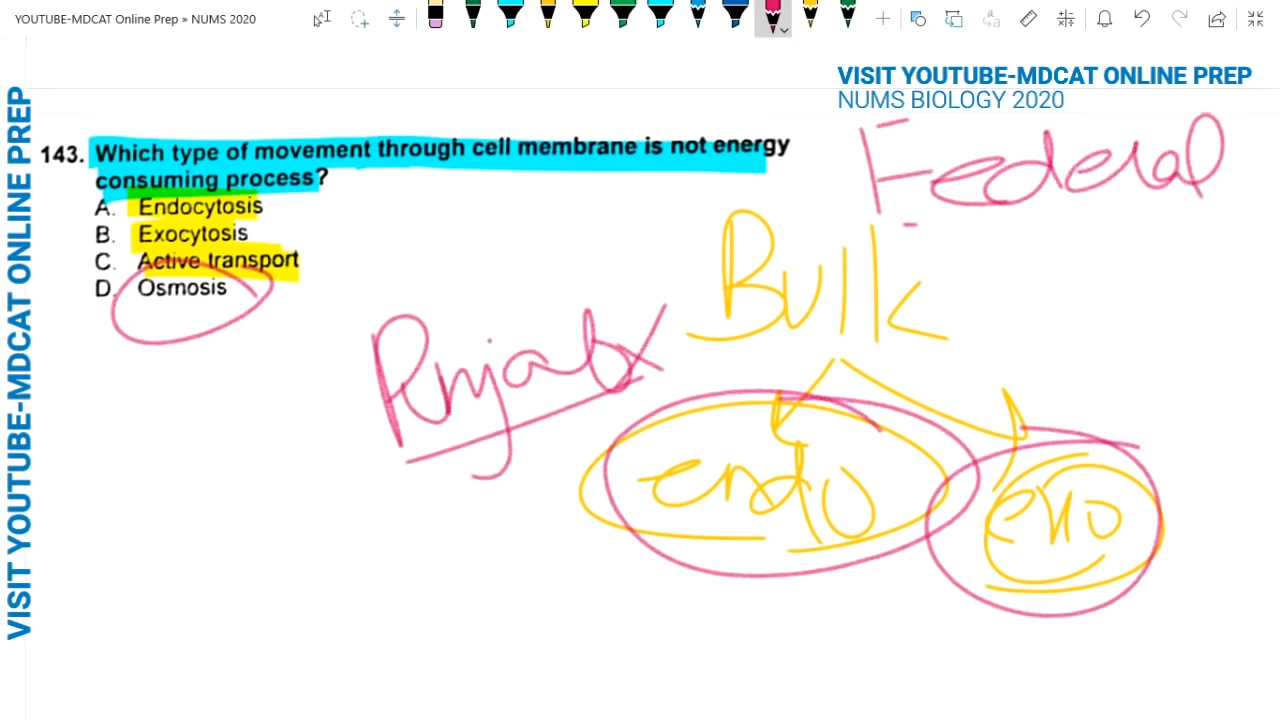 YOUTUBE-MDCAT Online Prep » NUMS 2020
VISIT YOUTUBE-MDCAT ONLINE PREP
NUMS BIOLOGY 2020
VISIT YOUTUBE-MDCAT ONLINE PREP
143. Which type of movement through cell membrane is not energy
consuming process?
A. Endocytosis
B. Exocytosis
C. Active transport
D. Osmosis
Federal
Bulk
endo
exo